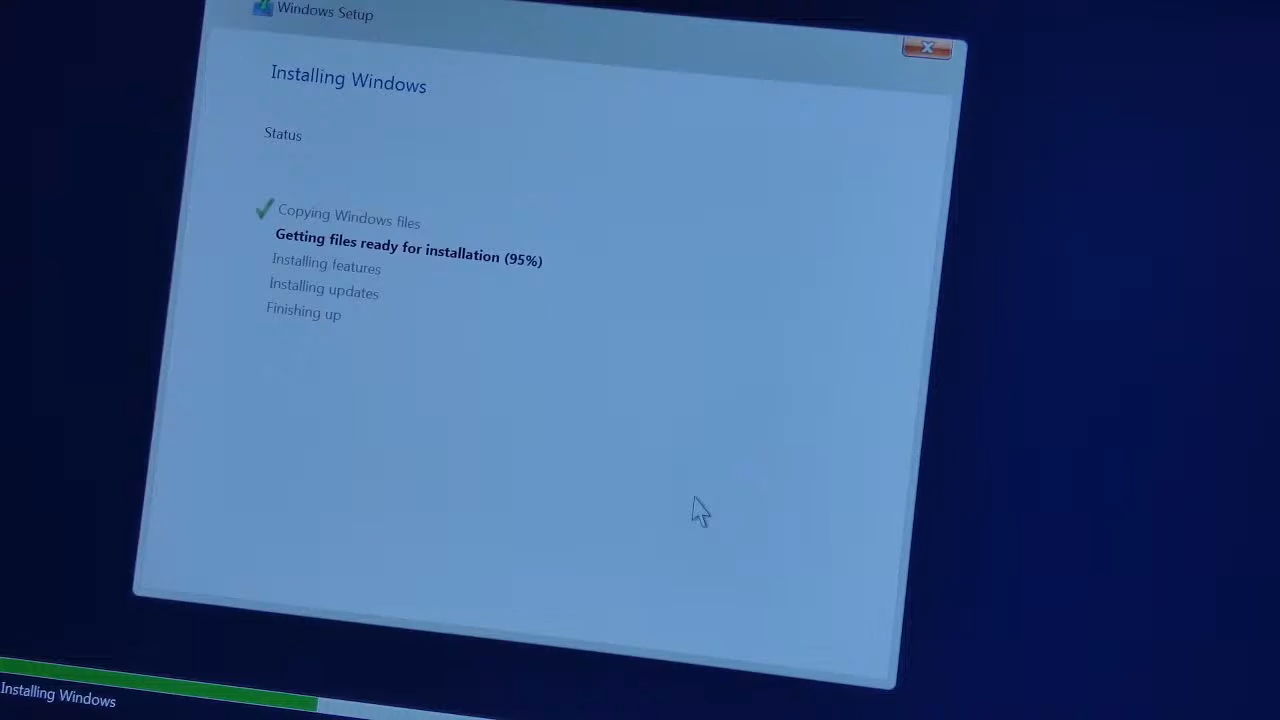 Windows Setup
Installing Windows
Status
Copying Windows files
Getting files ready for installation (95%)
Installing features
Installing updates
Finishing up
Installing Windows